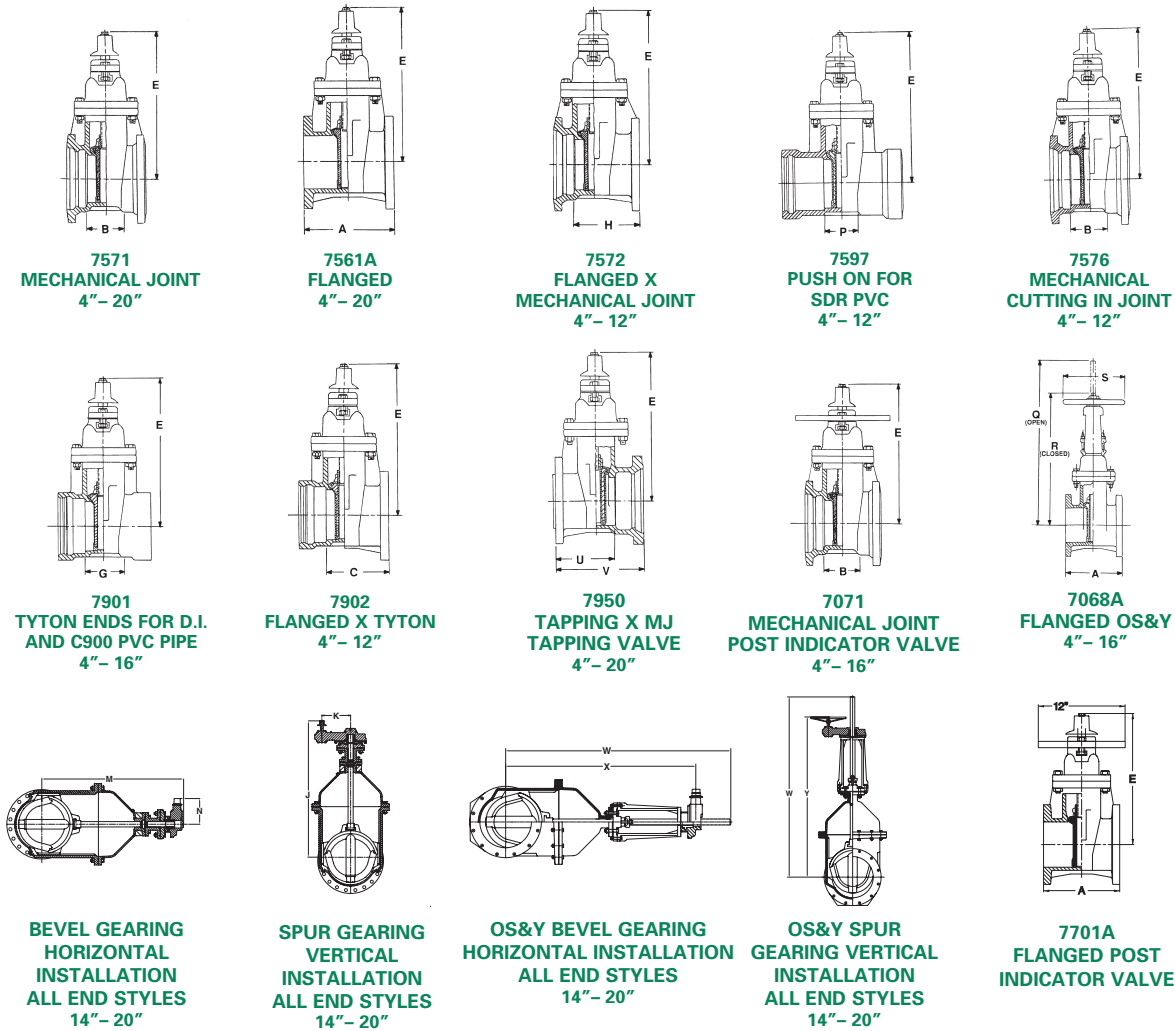 E
B
7571
MECHANICAL JOINT
4″– 20″
E
A
7561A
FLANGED
4″– 20″
E
H
7572
FLANGED X
MECHANICAL JOINT
4″– 12″
E
P
7597
PUSH ON FOR
SDR PVC
4″– 12″
E
B
7576
MECHANICAL
CUTTING IN JOINT
4″– 12″
E
G
7901
TYTON ENDS FOR D.I.
AND C900 PVC PIPE
4″– 16″
E
C
7902
FLANGED X TYTON
4″– 12″
E
U
V
7950
TAPPING X MJ
TAPPING VALVE
4″– 20″
E
B
7071
MECHANICAL JOINT
POST INDICATOR VALVE
4″– 16″
S
Q
(OPEN)
R
(CLOSED)
A
7068A
FLANGED OS&Y
4″– 16″
M
N
BEVEL GEARING
HORIZONTAL
INSTALLATION
ALL END STYLES
14″– 20″
K
J
SPUR GEARING
VERTICAL
INSTALLATION
ALL END STYLES
14″– 20″
W
X
OS&Y BEVEL GEARING
HORIZONTAL INSTALLATION
ALL END STYLES
14″– 20″
W
Y
OS&Y SPUR
GEARING VERTICAL
INSTALLATION
ALL END STYLES
14″– 20″
12"
E
A
7701A
FLANGED POST
INDICATOR VALVE